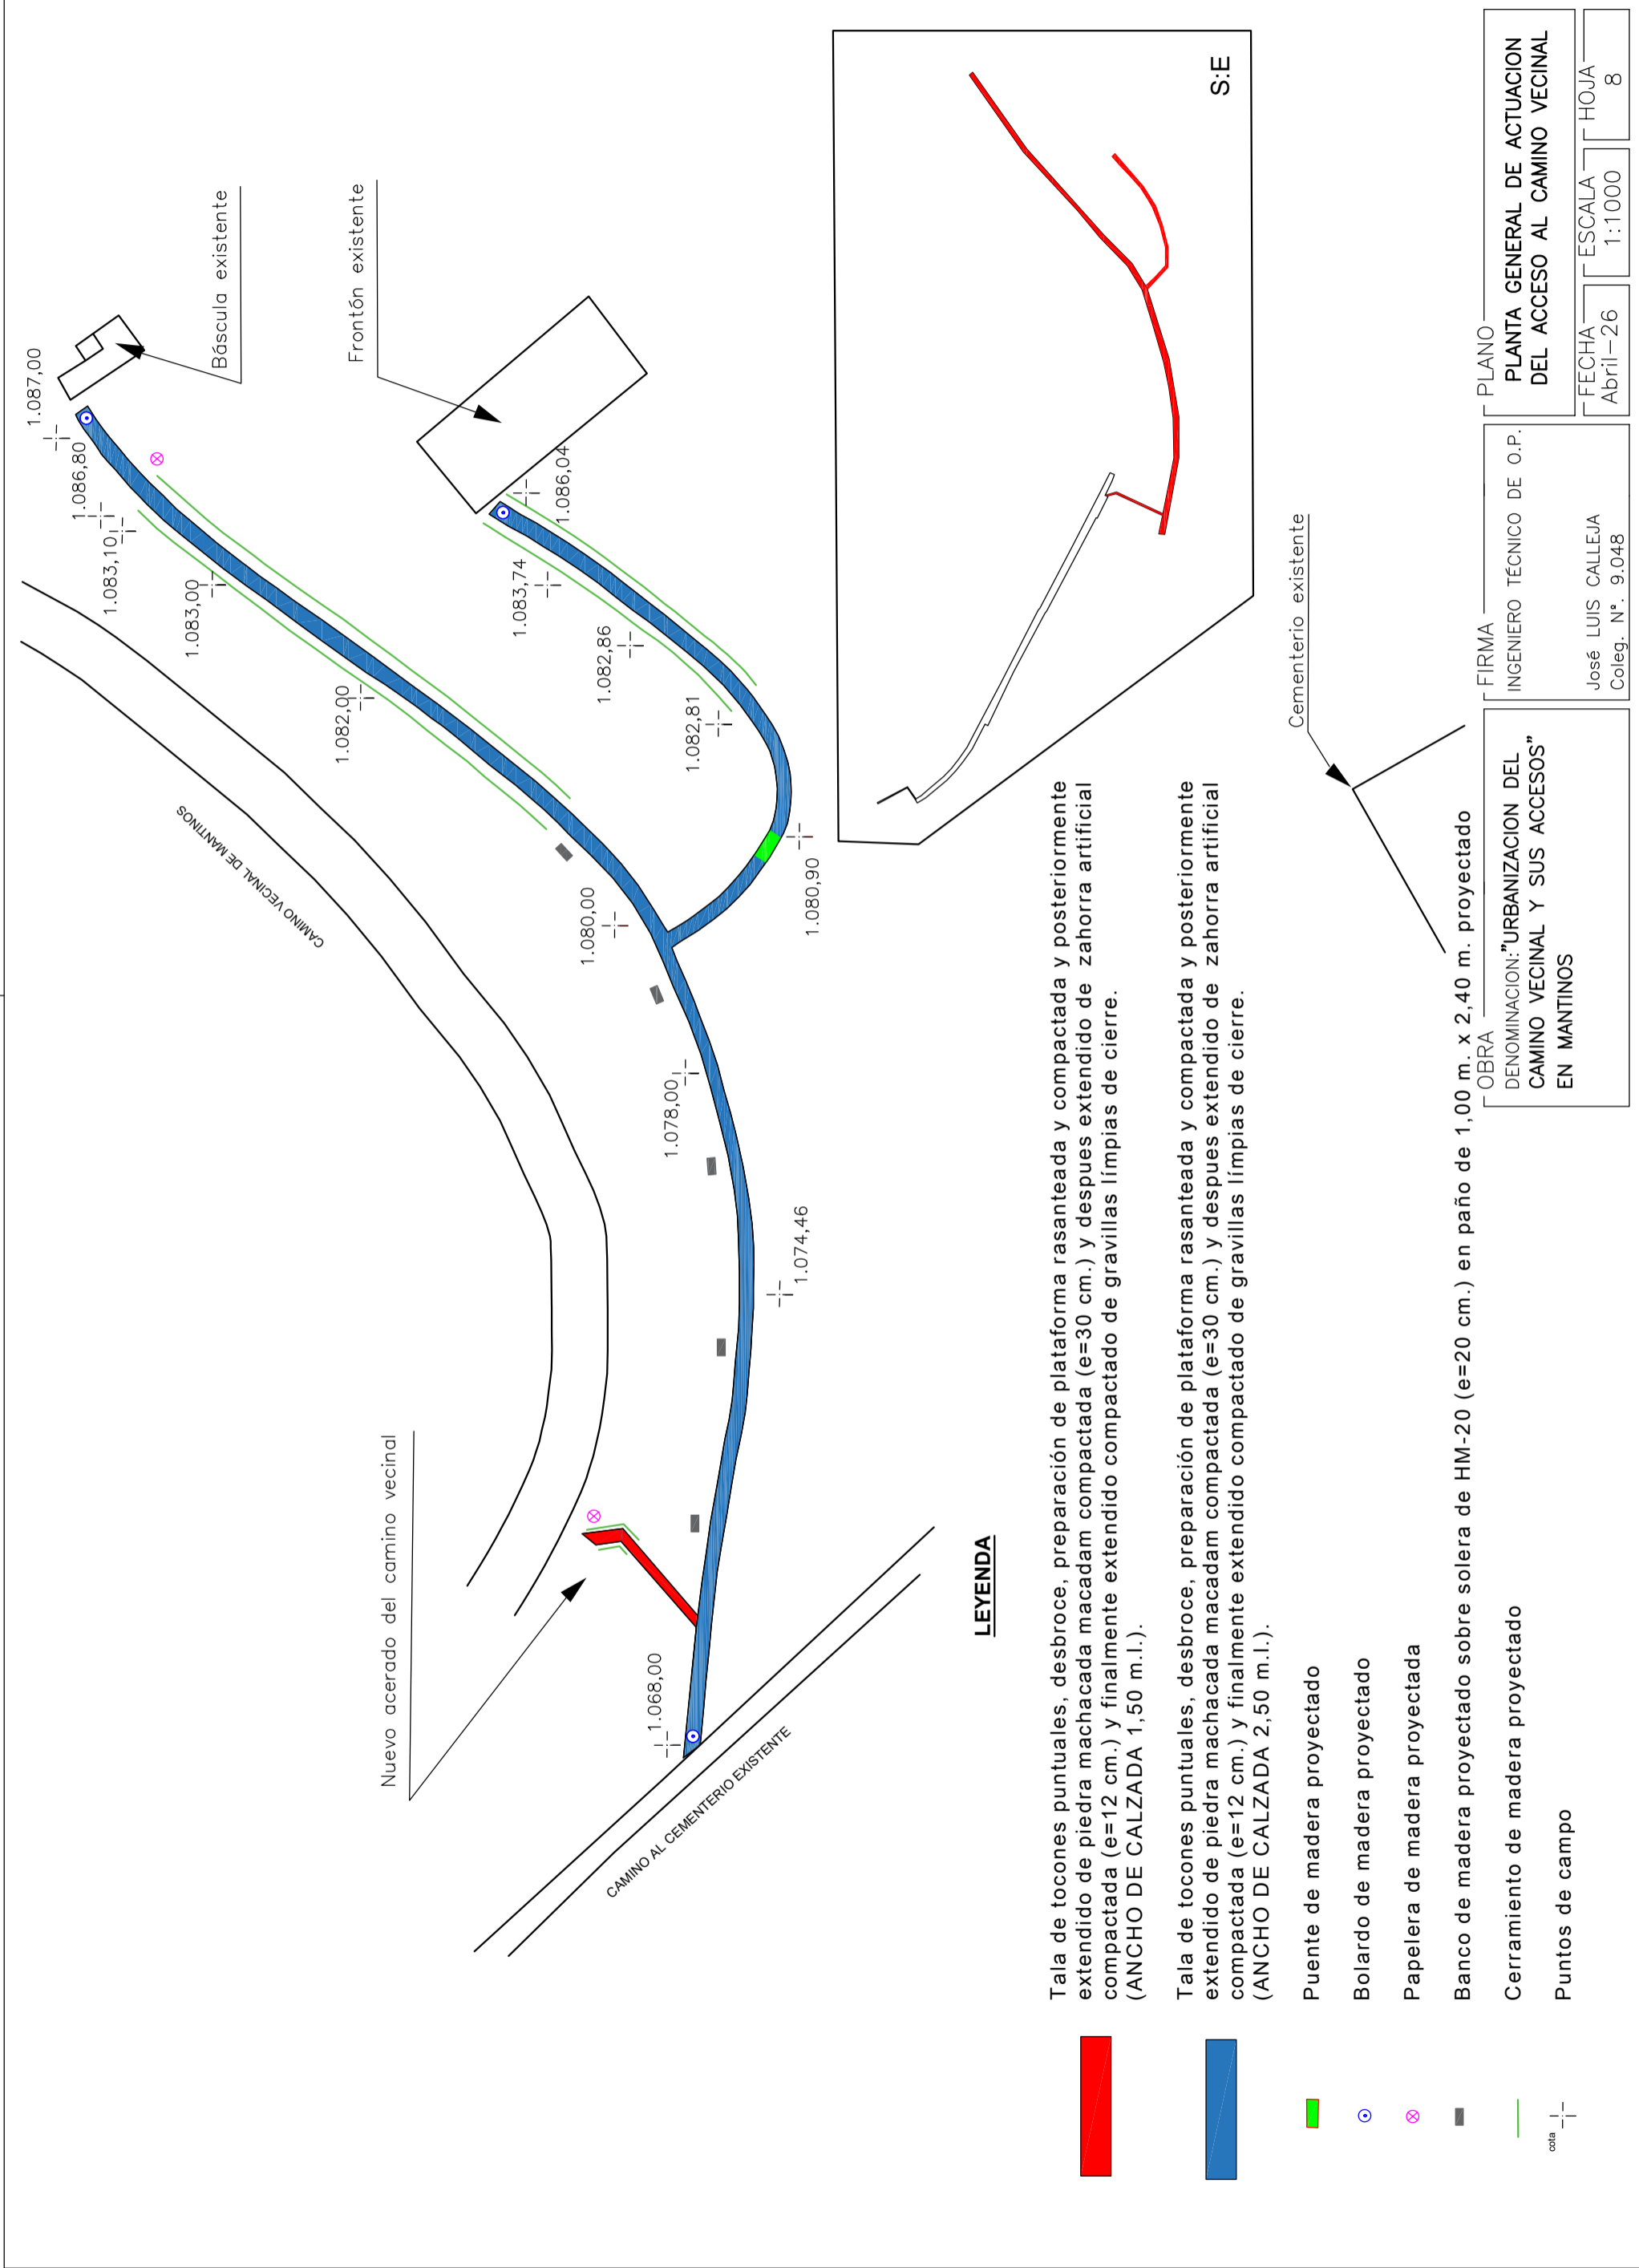 1.087,00
1.086,80
1.083,10
1.083,00
1.082,00
1.080,00
1.078,00
1.074,46
1.068,00
1.086,04
1.083,74
1.082,86
1.082,81
1.080,90
Báscula existente
Frontón existente
CAMINO VECINAL DE MANTINOS
Nuevo acerado del camino vecinal
CAMINO AL CEMENTERIO EXISTENTE
S:E
Cementerio existente
LEYENDA
Tala de tocones puntuales, desbroce, preparación de plataforma rasanteada y compactada y posteriormente
extendido de piedra machacada macadam compactada (e=30 cm.) y despues extendido de zahorra artificial
compactada (e=12 cm.) y finalmente extendido compactado de gravillas límpias de cierre.
(ANCHO DE CALZADA 1,50 m.l.).
Tala de tocones puntuales, desbroce, preparación de plataforma rasanteada y compactada y posteriormente
extendido de piedra machacada macadam compactada (e=30 cm.) y despues extendido de zahorra artificial
compactada (e=12 cm.) y finalmente extendido compactado de gravillas límpias de cierre.
(ANCHO DE CALZADA 2,50 m.l.).
Puente de madera proyectado
Bolardo de madera proyectado
Papelera de madera proyectada
Banco de madera proyectado sobre solera de HM-20 (e=20 cm.) en paño de 1,00 m. x 2,40 m. proyectado
Cerramiento de madera proyectado
cota
Puntos de campo
OBRA
DENOMINACION:"URBANIZACION DEL
CAMINO VECINAL Y SUS ACCESOS"
EN MANTINOS
FIRMA
INGENIERO TÉCNICO DE O.P.
José LUIS CALLEJA
Coleg. Nº. 9.048
PLANO
PLANTA GENERAL DE ACTUACION
DEL ACCESO AL CAMINO VECINAL
FECHA
Abril-26
ESCALA
1:1000
HOJA
8